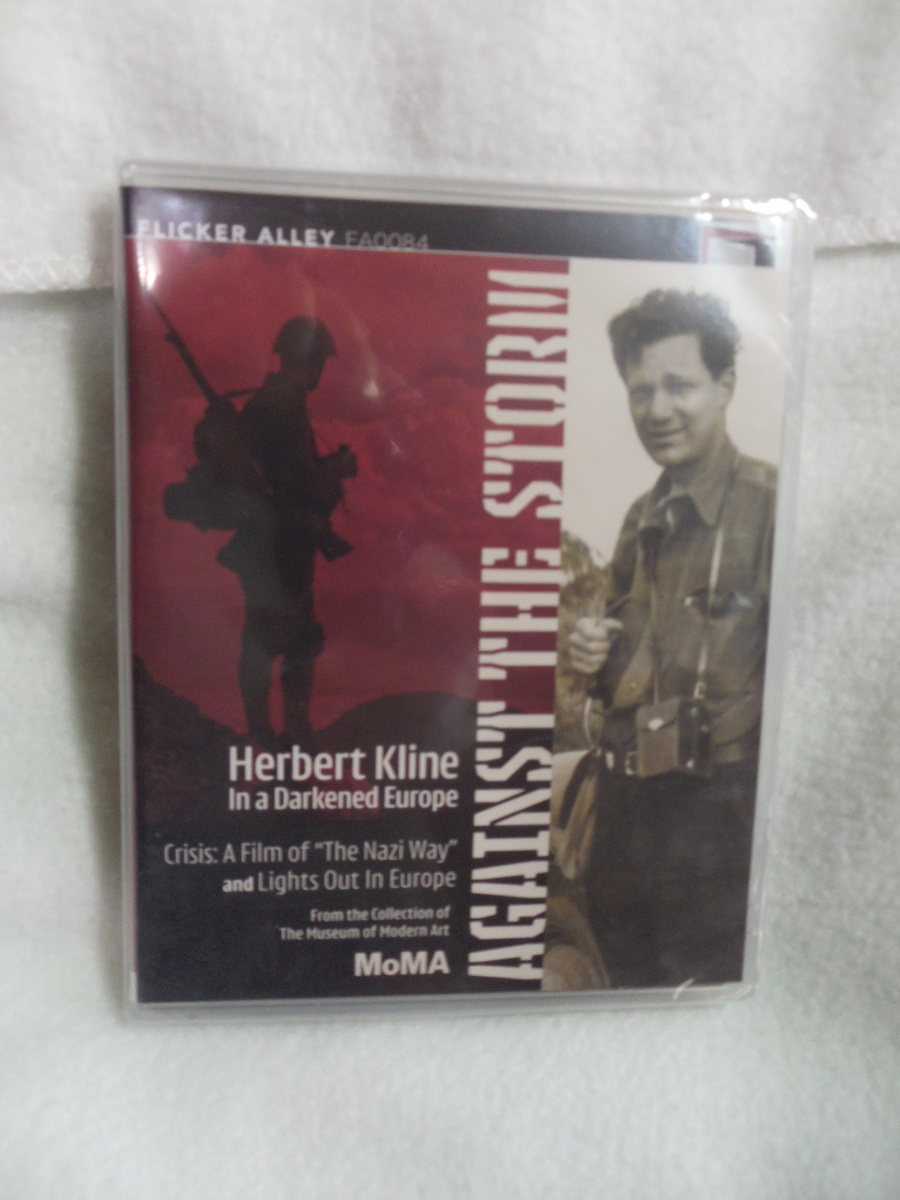 FLICKER ALLEY FA0084
AGAINST THE STORM
Herbert Kline
In a Darkened Europe
Crisis: A Film of "The Nazi Way"
and Lights Out In Europe
From the Collection of
The Museum of Modern Art
MoMA